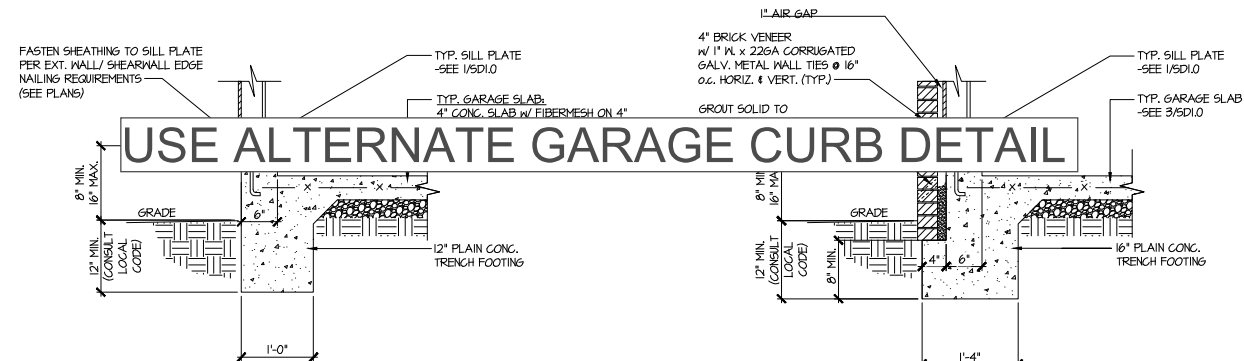 FASTEN SHEATHING TO SILL PLATE
PER EXT. WALL/ SHEARWALL EDGE
NAILING REQUIREMENTS
(SEE PLANS)
TYP. SILL PLATE
-SEE 1/SD1.0
TYP. GARAGE SLAB:
4" CONC. SLAB W/ FIBERMESH ON 4"
1" AIR GAP
4" BRICK VENEER
W/ 1" W. x 22GA CORRUGATED
GALV. METAL WALL TIES @ 16"
O.C. HORIZ. & VERT. (TYP.)
GROUT SOLID TO
TYP. SILL PLATE
-SEE 1/SD1.0
TYP. GARAGE SLAB
-SEE 3/SD1.0
USE ALTERNATE GARAGE CURB DETAIL
8" MIN.
16" MAX.
GRADE
6"
12" MIN.
(CONSULT
LOCAL
CODE)
12" PLAIN CONC.
TRENCH FOOTING
1'-0"
8" MIN.
16" MAX.
GRADE
4"
6"
12" MIN.
(CONSULT
LOCAL
CODE)
8" MIN.
16" PLAIN CONC.
TRENCH FOOTING
1'-4"